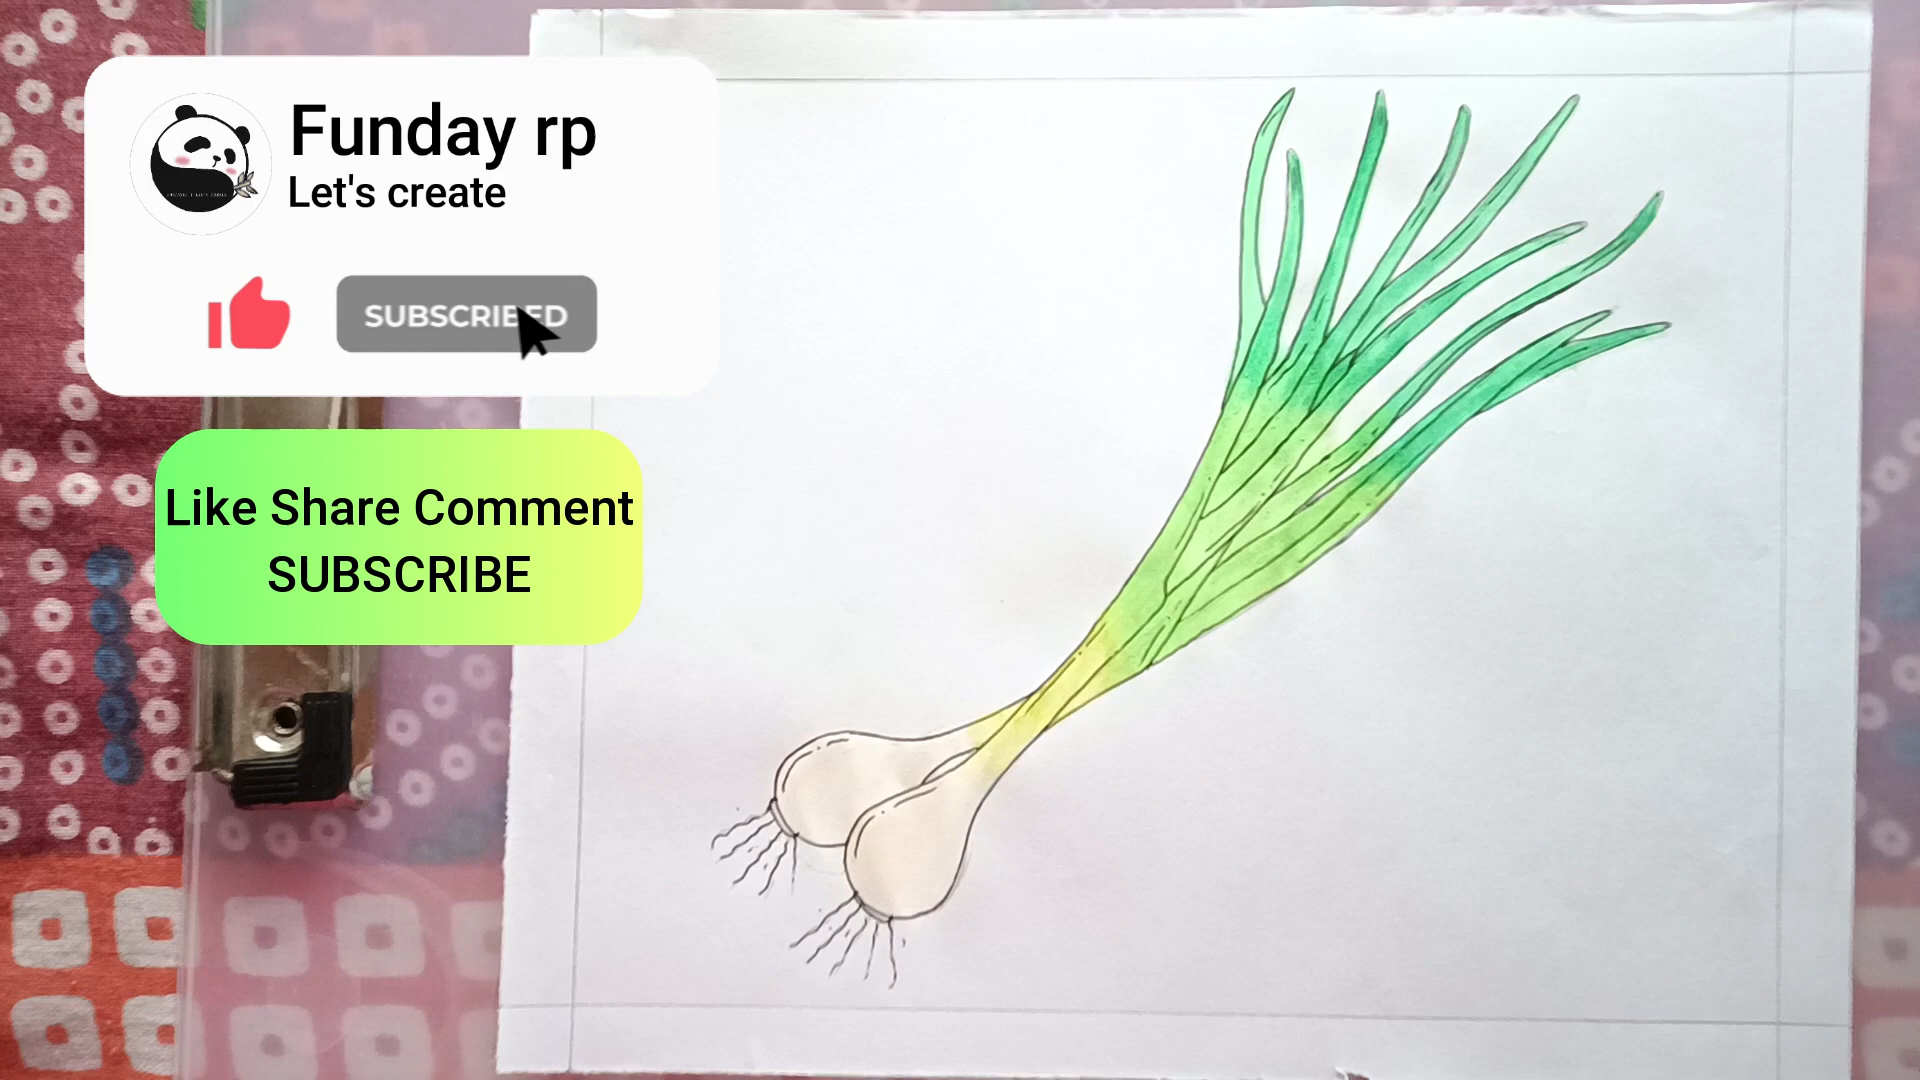 Funday rp
Let's create
SUBSCRIBED
Like Share Comment
SUBSCRIBE